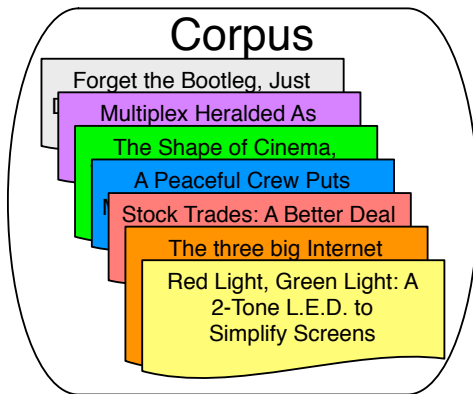 Corpus
Forget the Bootleg, Just
Multiplex Heralded As
The Shape of Cinema,
A Peaceful Crew Puts
Stock Trades: A Better Deal
The three big Internet
Red Light, Green Light: A
2-Tone L.E.D. to
Simplify Screens